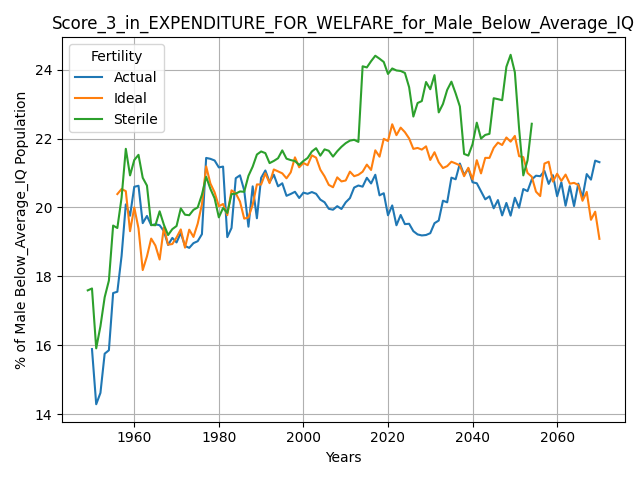 Score_3_in_EXPENDITURE_FOR_WELFARE_for_Male_Below_Average_IQ
Fertility
Actual
Ideal
Sterile
% of Male Below_Average_IQ Population
24
22
20
18
16
14
1960
1980
2000
2020
2040
2060
Years